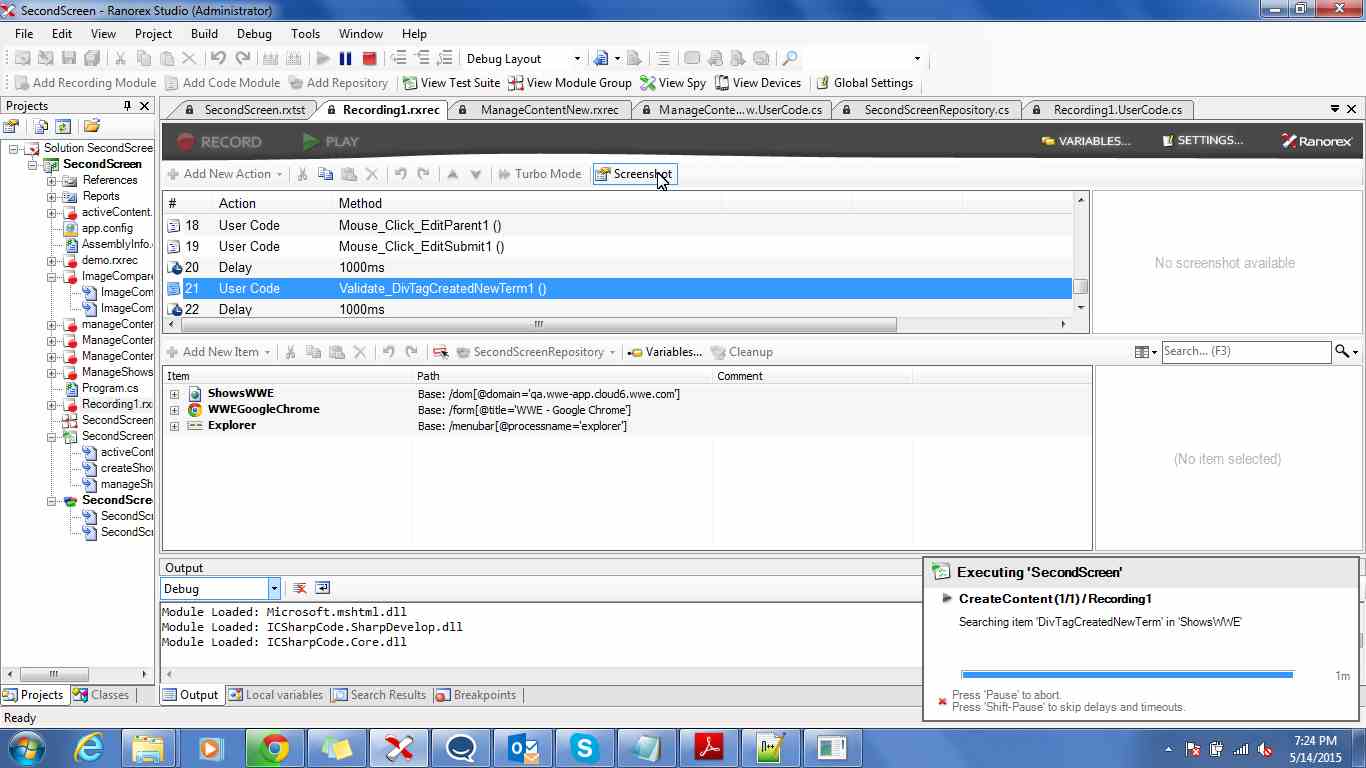 SecondScreen - Ranorex Studio (Administrator)
File Edit View Project Build Debug Tools Window Help
Debug Layout
Add Recording Module Add Code Module Add Repository View Test Suite View Module Group View Spy View Devices Global Settings
Projects
SecondScreen.rxtst Recording1.rxrec ManageContentNew.rxrec ManageConte...w.UserCode.cs SecondScreenRepository.cs Recording1.UserCode.cs
RECORD PLAY VARIABLES... SETTINGS... Ranorex
Add New Action Turbo Mode Screenshot
# Action Method
18 User Code Mouse_Click_EditParent1 ()
19 User Code Mouse_Click_EditSubmit1 ()
20 Delay 1000ms
21 User Code Validate_DivTagCreatedNewTerm1 ()
22 Delay 1000ms
No screenshot available
Solution SecondScree
SecondScreen
References
Reports
activeContent.
app.config
AssemblyInfo.
demo.rxrec
ImageCompare
ImageCom
ImageCom
manageConter
ManageConter
ManageConter
ManageShows
Program.cs
Recording1.rx
SecondScreen
SecondScreen
activeCont
createSho
manageSh
SecondScree
SecondScr
SecondScr
Add New Item SecondScreenRepository Variables... Cleanup Search... (F3)
Item Path Comment
ShowsWWE Base: /dom[@domain='qa.wwe-app.cloud6.wwe.com']
WWEGoogleChrome Base: /form[@title='WWE - Google Chrome']
Explorer Base: /menubar[@processname='explorer']
(No item selected)
Output
Debug
Module Loaded: Microsoft.mshtml.dll
Module Loaded: ICSharpCode.SharpDevelop.dll
Module Loaded: ICSharpCode.Core.dll
Executing 'SecondScreen'
CreateContent (1/1) / Recording1
Searching item 'DivTagCreatedNewTerm' in 'ShowsWWE'
1m
Press 'Pause' to abort.
Press 'Shift-Pause' to skip delays and timeouts.
Projects Classes Output Local variables Search Results Breakpoints
Ready
7:24 PM
5/14/2015